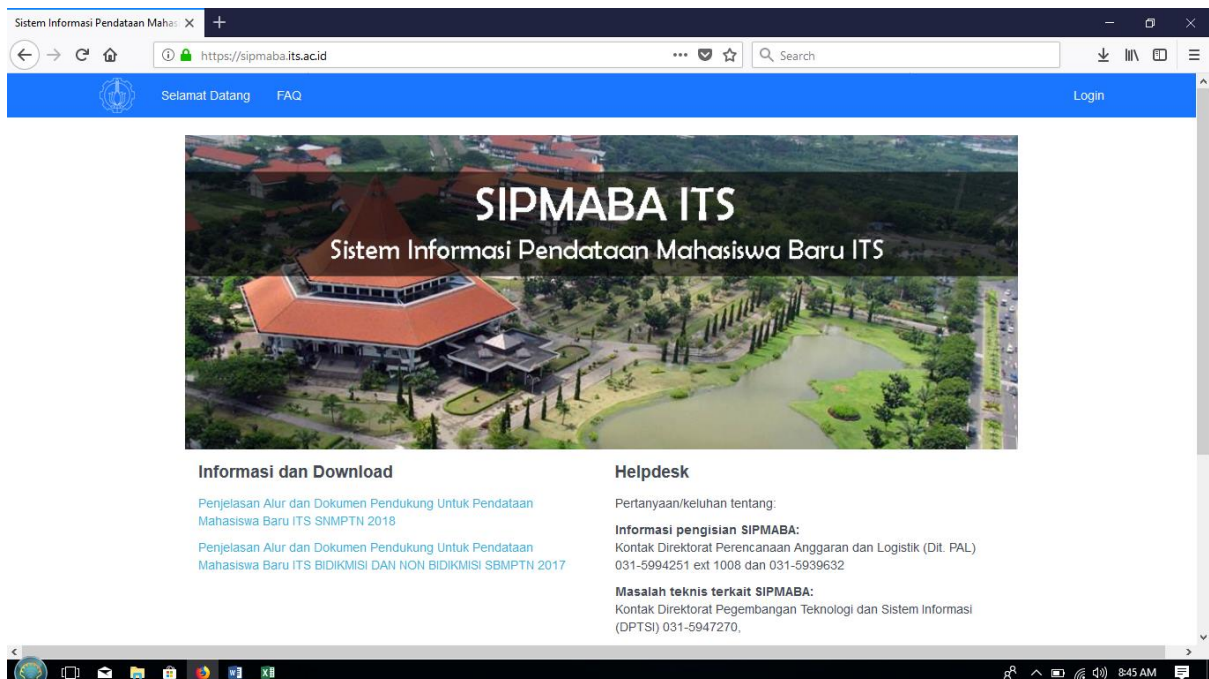 Sistem Informasi Pendataan Mahas
https://sipmaba.its.ac.id
Search
Selamat Datang FAQ Login
SIPMABA ITS
Sistem Informasi Pendataan Mahasiswa Baru ITS
Informasi dan Download
Penjelasan Alur dan Dokumen Pendukung Untuk Pendataan
Mahasiswa Baru ITS SNMPTN 2018
Penjelasan Alur dan Dokumen Pendukung Untuk Pendataan
Mahasiswa Baru ITS BIDIKMISI DAN NON BIDIKMISI SBMPTN 2017
Helpdesk
Pertanyaan/keluhan tentang:
Informasi pengisian SIPMABA:
Kontak Direktorat Perencanaan Anggaran dan Logistik (Dit. PAL)
031-5994251 ext 1008 dan 031-5939632
Masalah teknis terkait SIPMABA:
Kontak Direktorat Pegembangan Teknologi dan Sistem Informasi
(DPTSI) 031-5947270,
8:45 AM